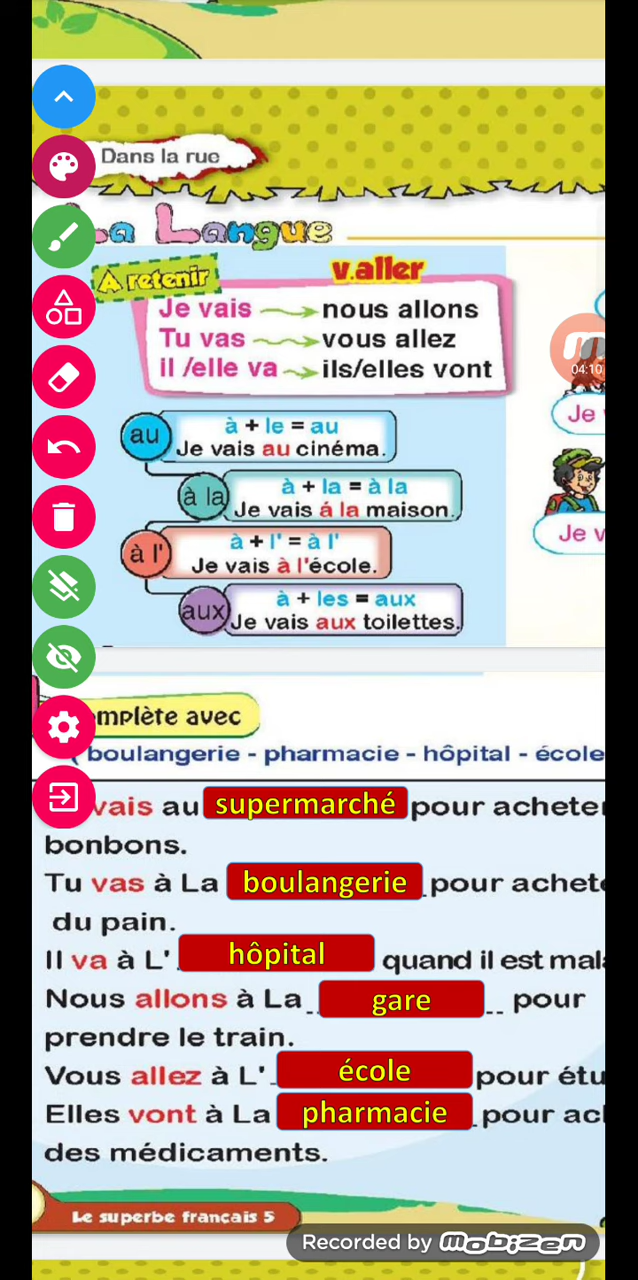 Dans la rue
La Langue
À retenir
v.aller
Je vais nous allons
Tu vas vous allez
il /elle va ils/elles vont
04:10
au
à + le = au
Je vais au cinéma.
Je
à la
à + la = à la
Je vais á la maison.
à l'
à + l' = à l'
Je vais à l'école.
Je v
aux
à + les = aux
Je vais aux toilettes.
mplète avec
( boulangerie - pharmacie - hôpital - école
vais au supermarché pour achete
bonbons.
Tu vas à La boulangerie pour achet
du pain.
Il va à L' hôpital quand il est mala
Nous allons à La gare pour
prendre le train.
Vous allez à L' école pour étu
Elles vont à La pharmacie pour ac
des médicaments.
Le superbe français 5
Recorded by mobizen